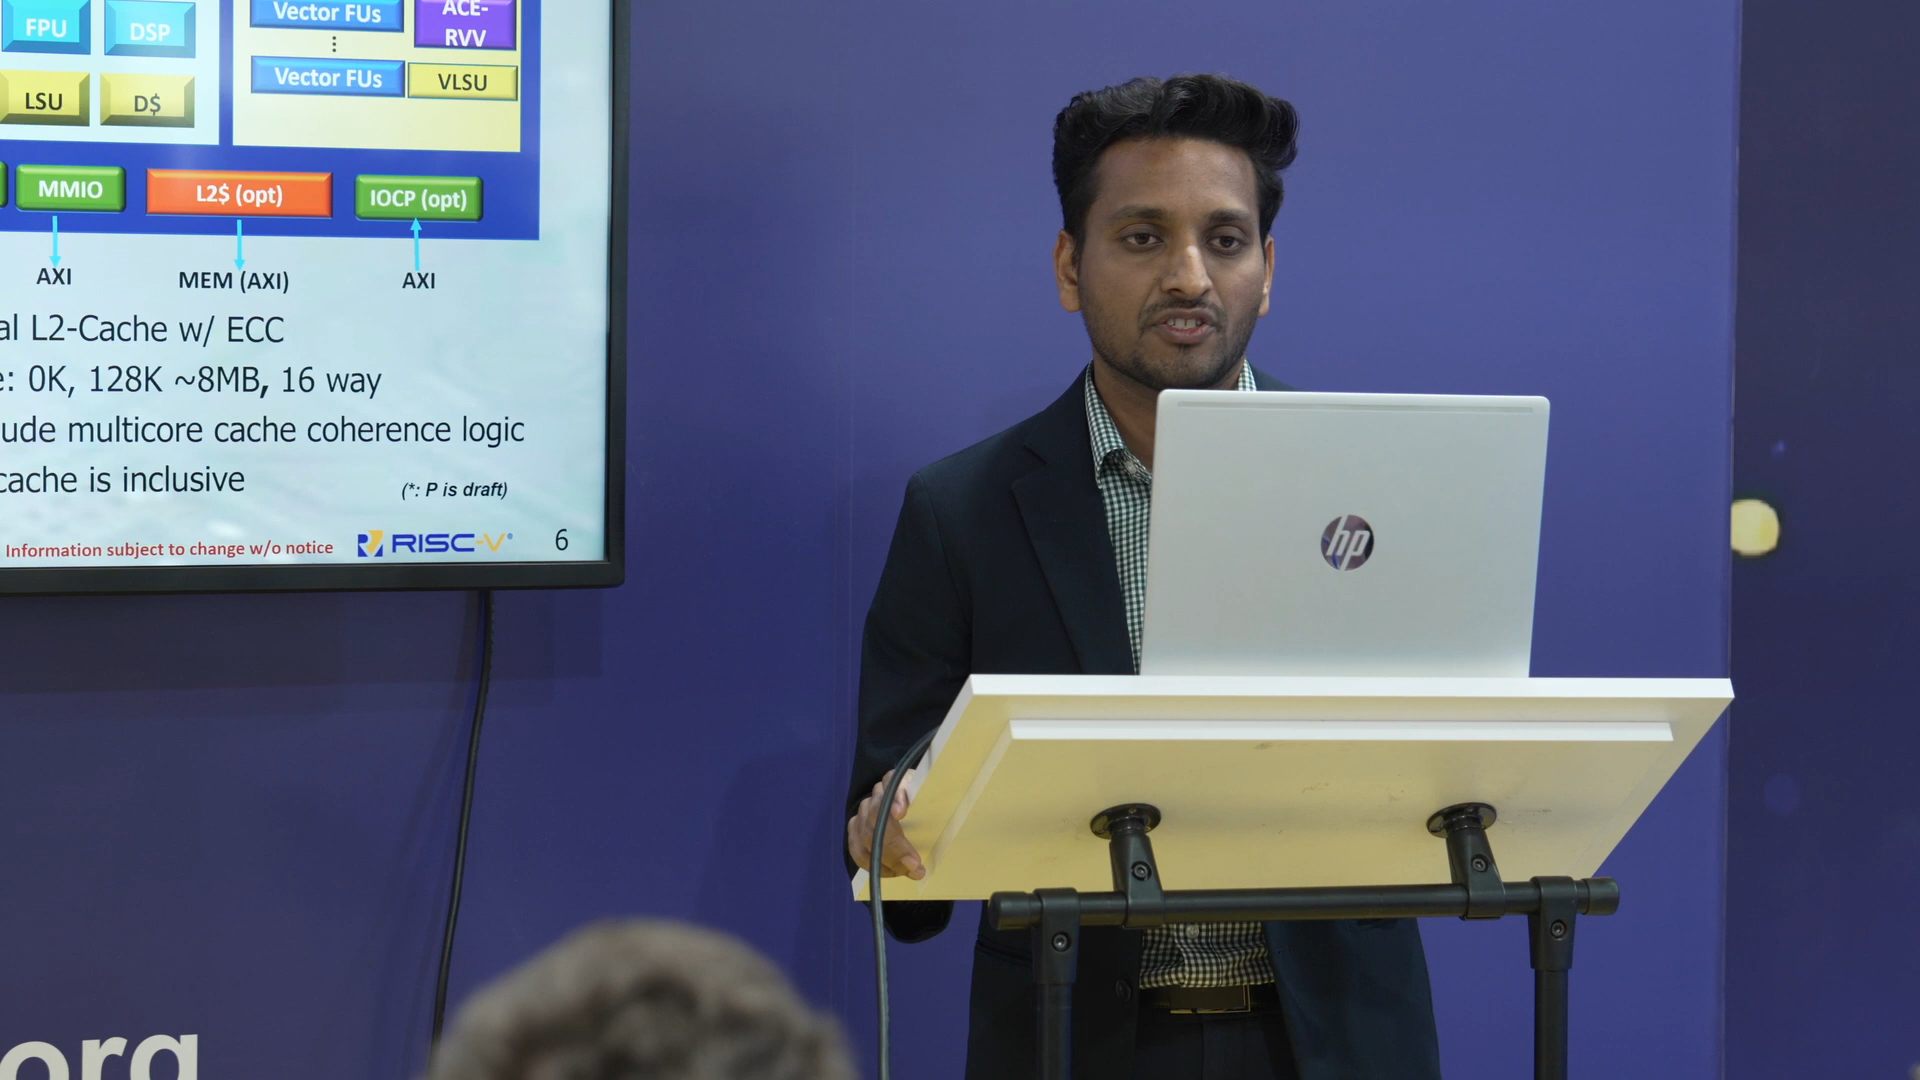 Vector FUs
ACE-
RVV
FPU
DSP
Vector FUs
VLSU
LSU
D$
MMIO
L2$ (opt)
IOCP (opt)
AXI
MEM (AXI)
AXI
al L2-Cache w/ ECC
e: 0K, 128K ~8MB, 16 way
ude multicore cache coherence logic
cache is inclusive
(*: P is draft)
Information subject to change w/o notice
RISC-V®
6
hp
org